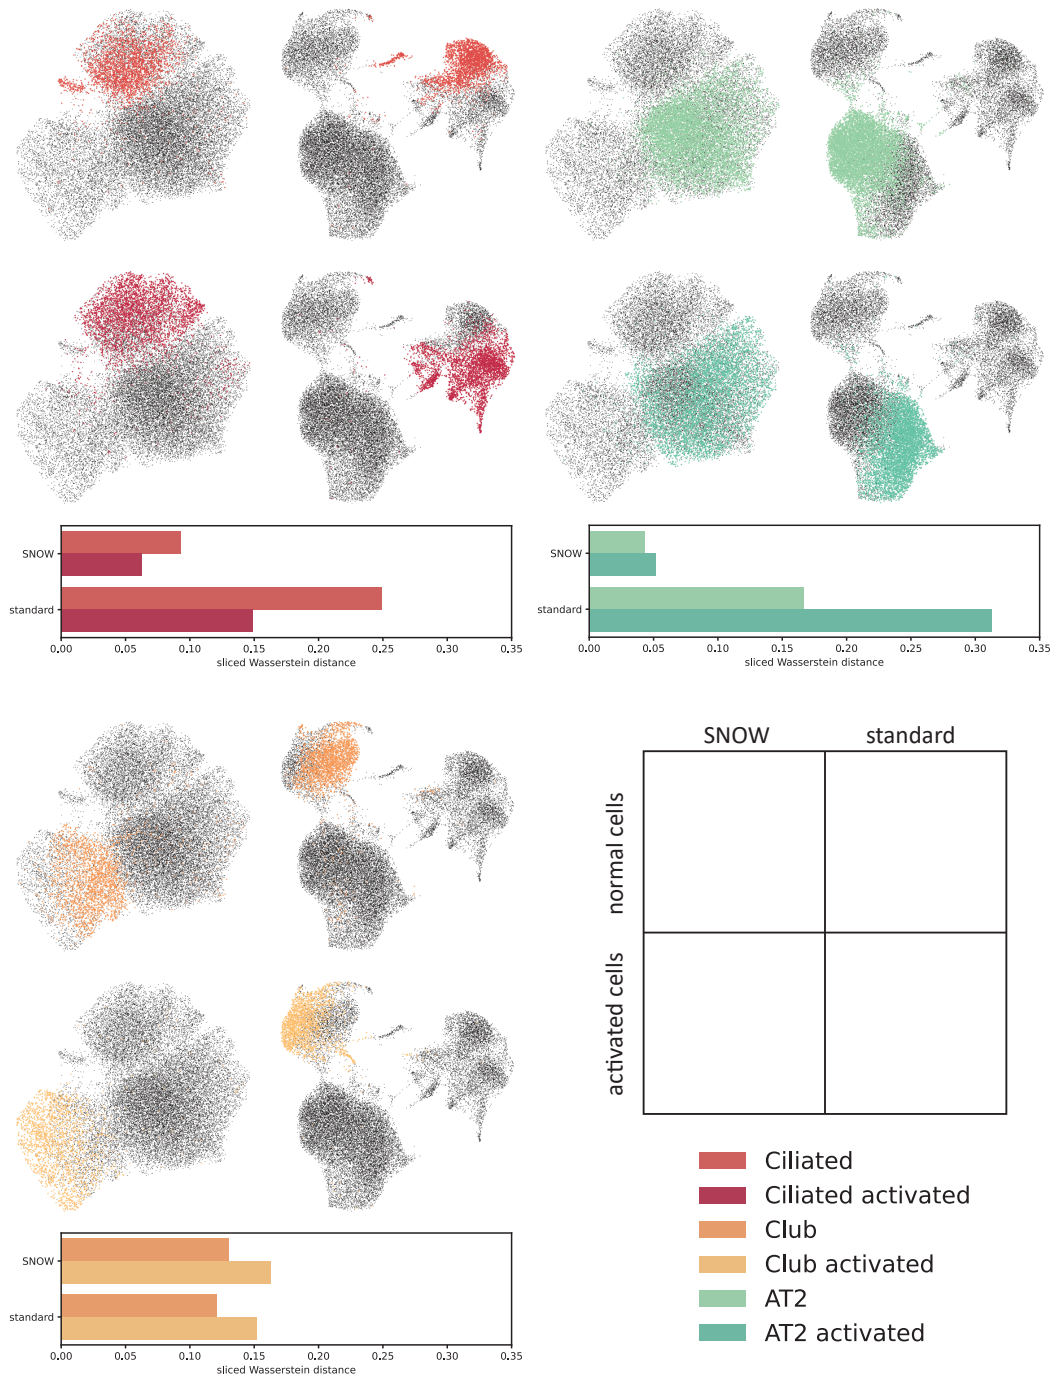 SNOW
standard
0.00 0.05 0.10 0.15 0.20 0.25 0.30 0.35
sliced Wasserstein distance
SNOW
standard
0.00 0.05 0.10 0.15 0.20 0.25 0.30 0.35
sliced Wasserstein distance
SNOW standard
normal cells
activated cells
Ciliated
Ciliated activated
Club
Club activated
AT2
AT2 activated
SNOW
standard
0.00 0.05 0.10 0.15 0.20 0.25 0.30 0.35
sliced Wasserstein distance